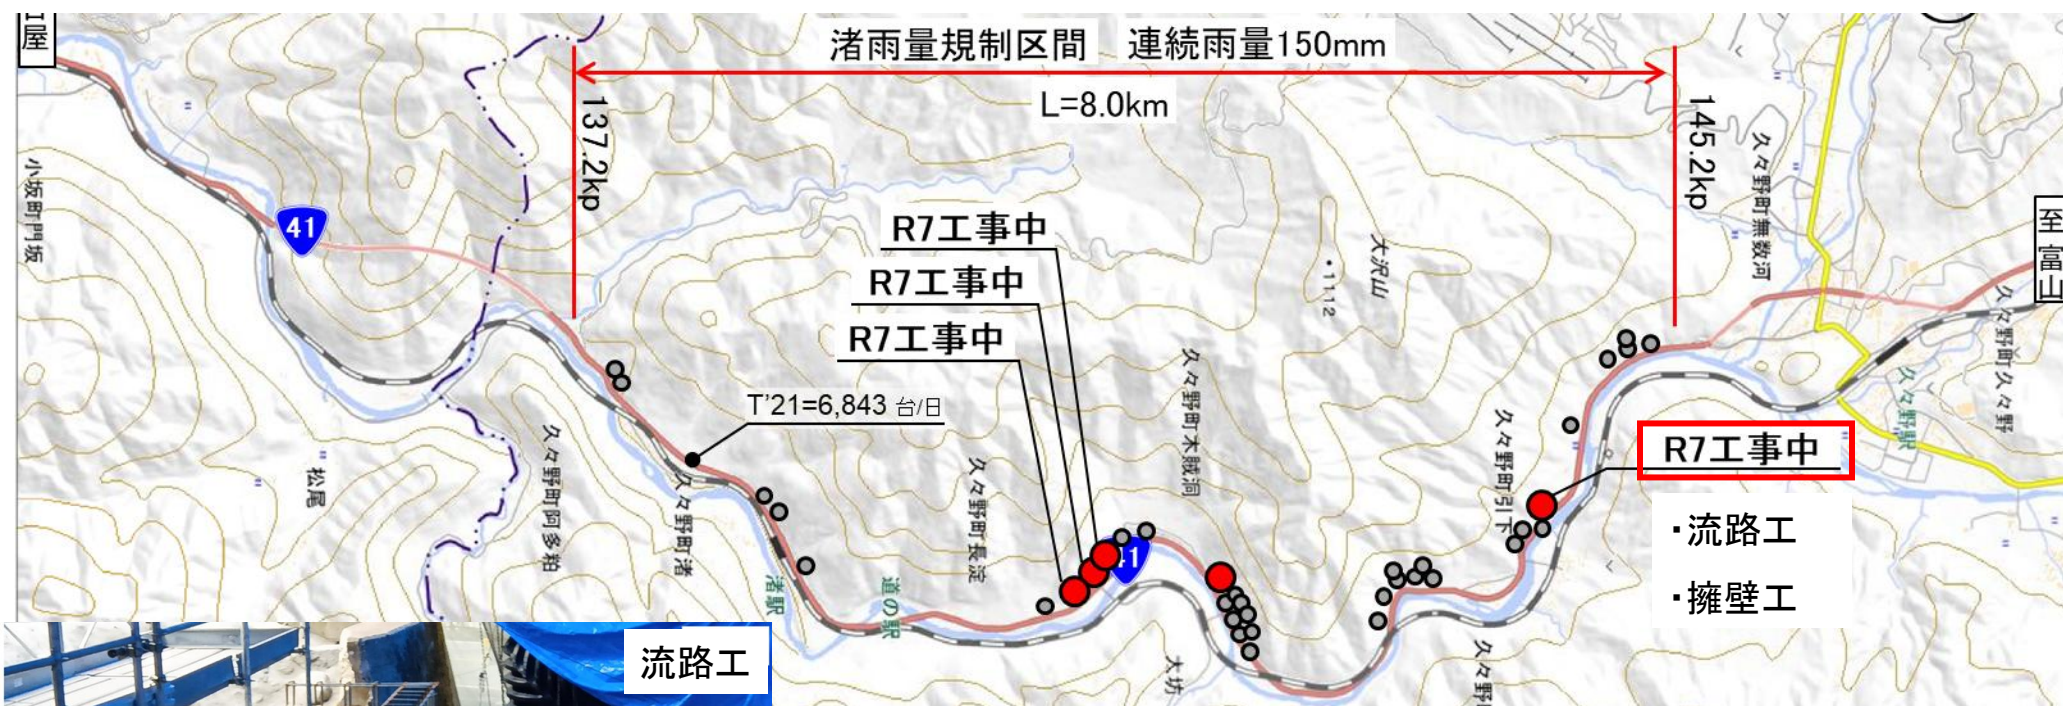 屋
渚雨量規制区間　連続雨量150mm
L=8.0km
137.2kp
145.2kp
至富山
小坂町門坂
41
R7工事中
R7工事中
R7工事中
T'21=6,843 台/日
大沢山
・1112
久々野町無数河
久々野町久々野
久々野駅
久々野町木賊洞
久々野町引下
R7工事中
・流路工
・擁壁工
松尾
久々野町阿多粕
久々野町渚
渚駅
道の駅
久々野町長淀
41
大坊
久々野
流路工